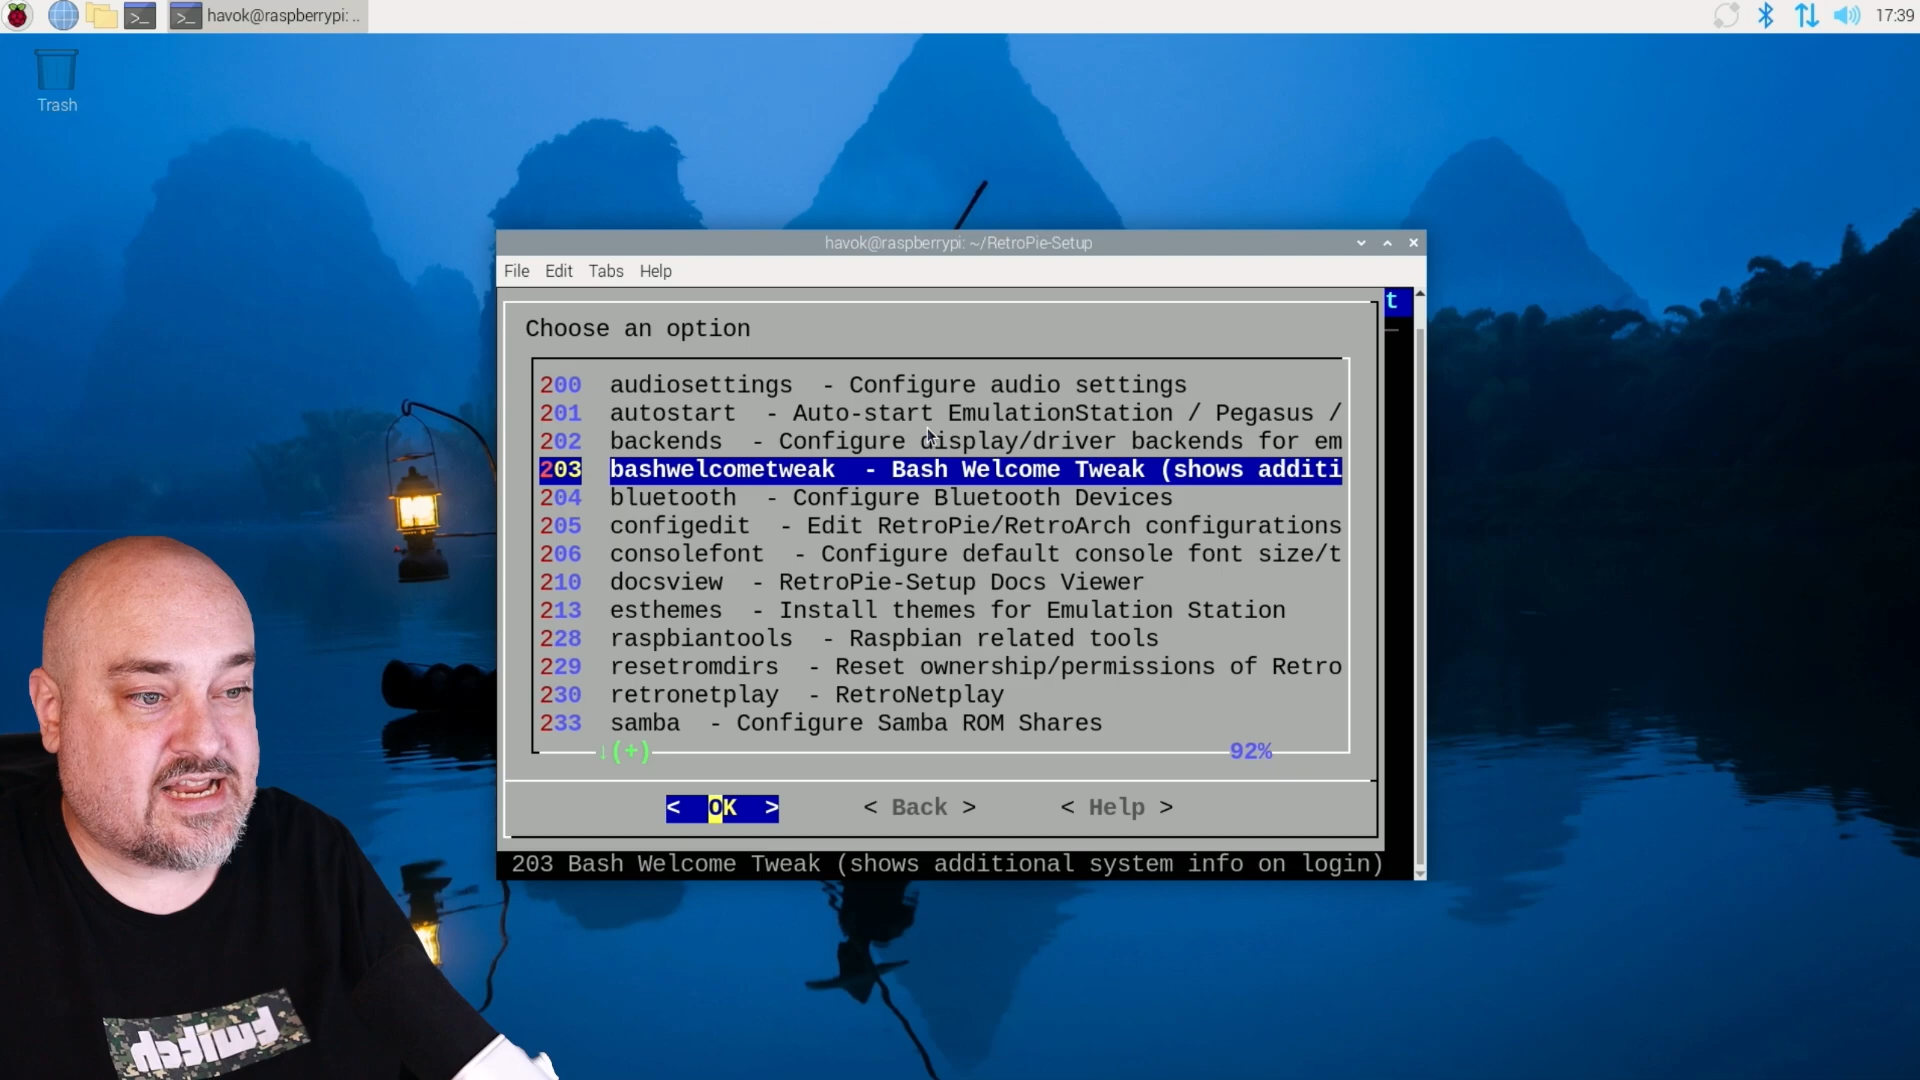 havok@raspberrypi: ..
17:39
Trash
havok@raspberrypi: ~/RetroPie-Setup
File Edit Tabs Help
t
Choose an option
200 audiosettings - Configure audio settings
201 autostart - Auto-start EmulationStation / Pegasus /
202 backends - Configure display/driver backends for em
203 bashwelcometweak - Bash Welcome Tweak (shows additi
204 bluetooth - Configure Bluetooth Devices
205 configedit - Edit RetroPie/RetroArch configurations
206 consolefont - Configure default console font size/t
210 docsview - RetroPie-Setup Docs Viewer
213 esthemes - Install themes for Emulation Station
228 raspbiantools - Raspbian related tools
229 resetromdirs - Reset ownership/permissions of Retro
230 retronetplay - RetroNetplay
233 samba - Configure Samba ROM Shares
↓(+) 92%
< OK > < Back > < Help >
203 Bash Welcome Tweak (shows additional system info on login)